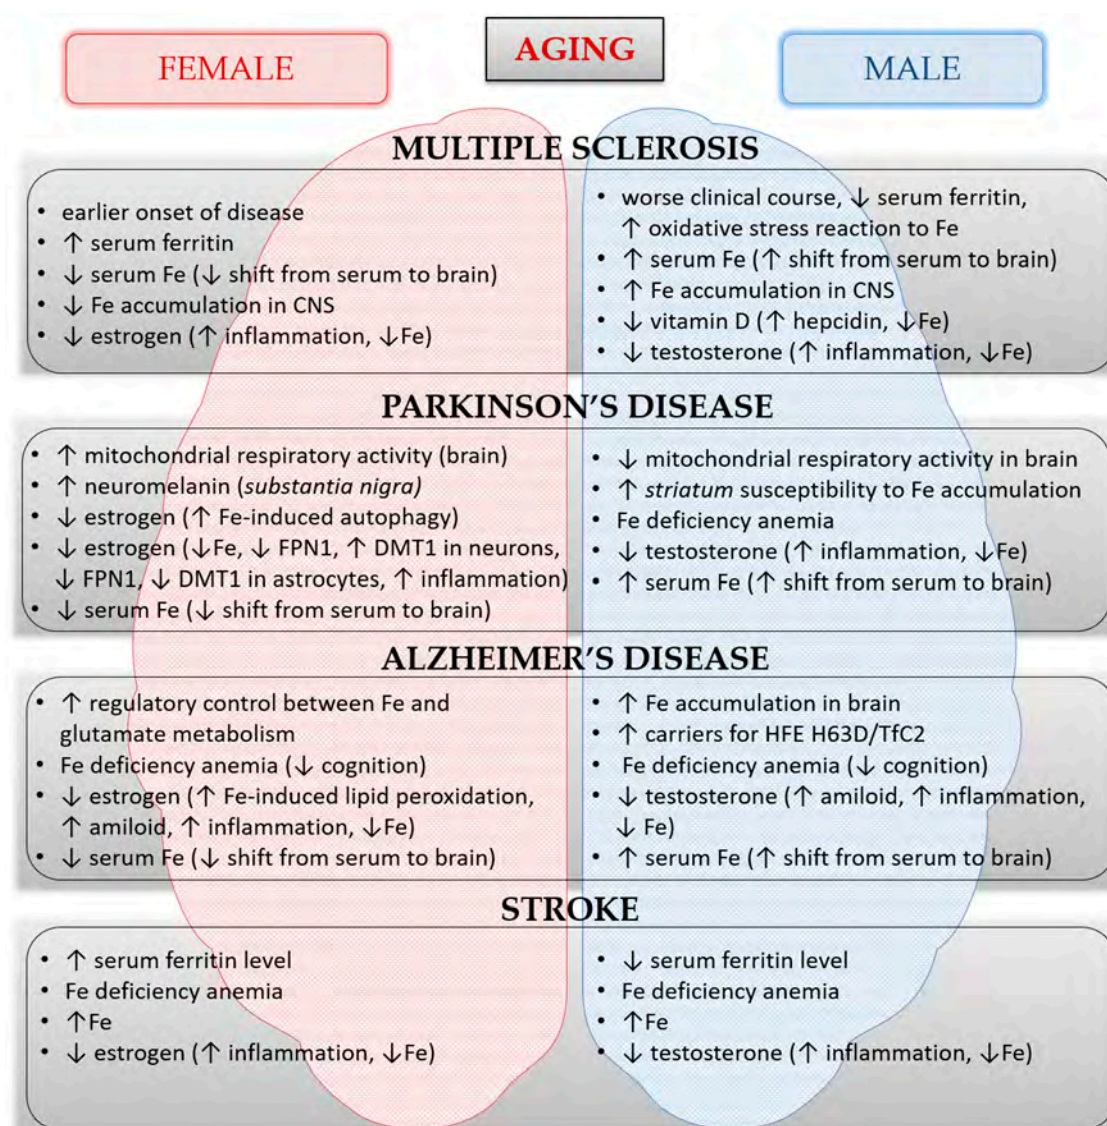 FEMALE
AGING
MALE
MULTIPLE SCLEROSIS
• earlier onset of disease
• ↑ serum ferritin
• ↓ serum Fe (↓ shift from serum to brain)
• ↓ Fe accumulation in CNS
• ↓ estrogen (↑ inflammation, ↓Fe)
• worse clinical course, ↓ serum ferritin,
↑ oxidative stress reaction to Fe
• ↑ serum Fe (↑ shift from serum to brain)
• ↑ Fe accumulation in CNS
• ↓ vitamin D (↑ hepcidin, ↓Fe)
• ↓ testosterone (↑ inflammation, ↓Fe)
PARKINSON'S DISEASE
• ↑ mitochondrial respiratory activity (brain)
• ↑ neuromelanin (substantia nigra)
• ↓ estrogen (↑ Fe-induced autophagy)
• ↓ estrogen (↓Fe, ↓ FPN1, ↑ DMT1 in neurons,
↓ FPN1, ↓ DMT1 in astrocytes, ↑ inflammation)
• ↓ serum Fe (↓ shift from serum to brain)
• ↓ mitochondrial respiratory activity in brain
• ↑ striatum susceptibility to Fe accumulation
• Fe deficiency anemia
• ↓ testosterone (↑ inflammation, ↓Fe)
• ↑ serum Fe (↑ shift from serum to brain)
ALZHEIMER'S DISEASE
• ↑ regulatory control between Fe and
glutamate metabolism
• Fe deficiency anemia (↓ cognition)
• ↓ estrogen (↑ Fe-induced lipid peroxidation,
↑ amiloid, ↑ inflammation, ↓Fe)
• ↓ serum Fe (↓ shift from serum to brain)
• ↑ Fe accumulation in brain
• ↑ carriers for HFE H63D/TfC2
• Fe deficiency anemia (↓ cognition)
• ↓ testosterone (↑ amiloid, ↑ inflammation,
↓ Fe)
• ↑ serum Fe (↑ shift from serum to brain)
STROKE
• ↑ serum ferritin level
• Fe deficiency anemia
• ↑Fe
• ↓ estrogen (↑ inflammation, ↓Fe)
• ↓ serum ferritin level
• Fe deficiency anemia
• ↑Fe
• ↓ testosterone (↑ inflammation, ↓Fe)